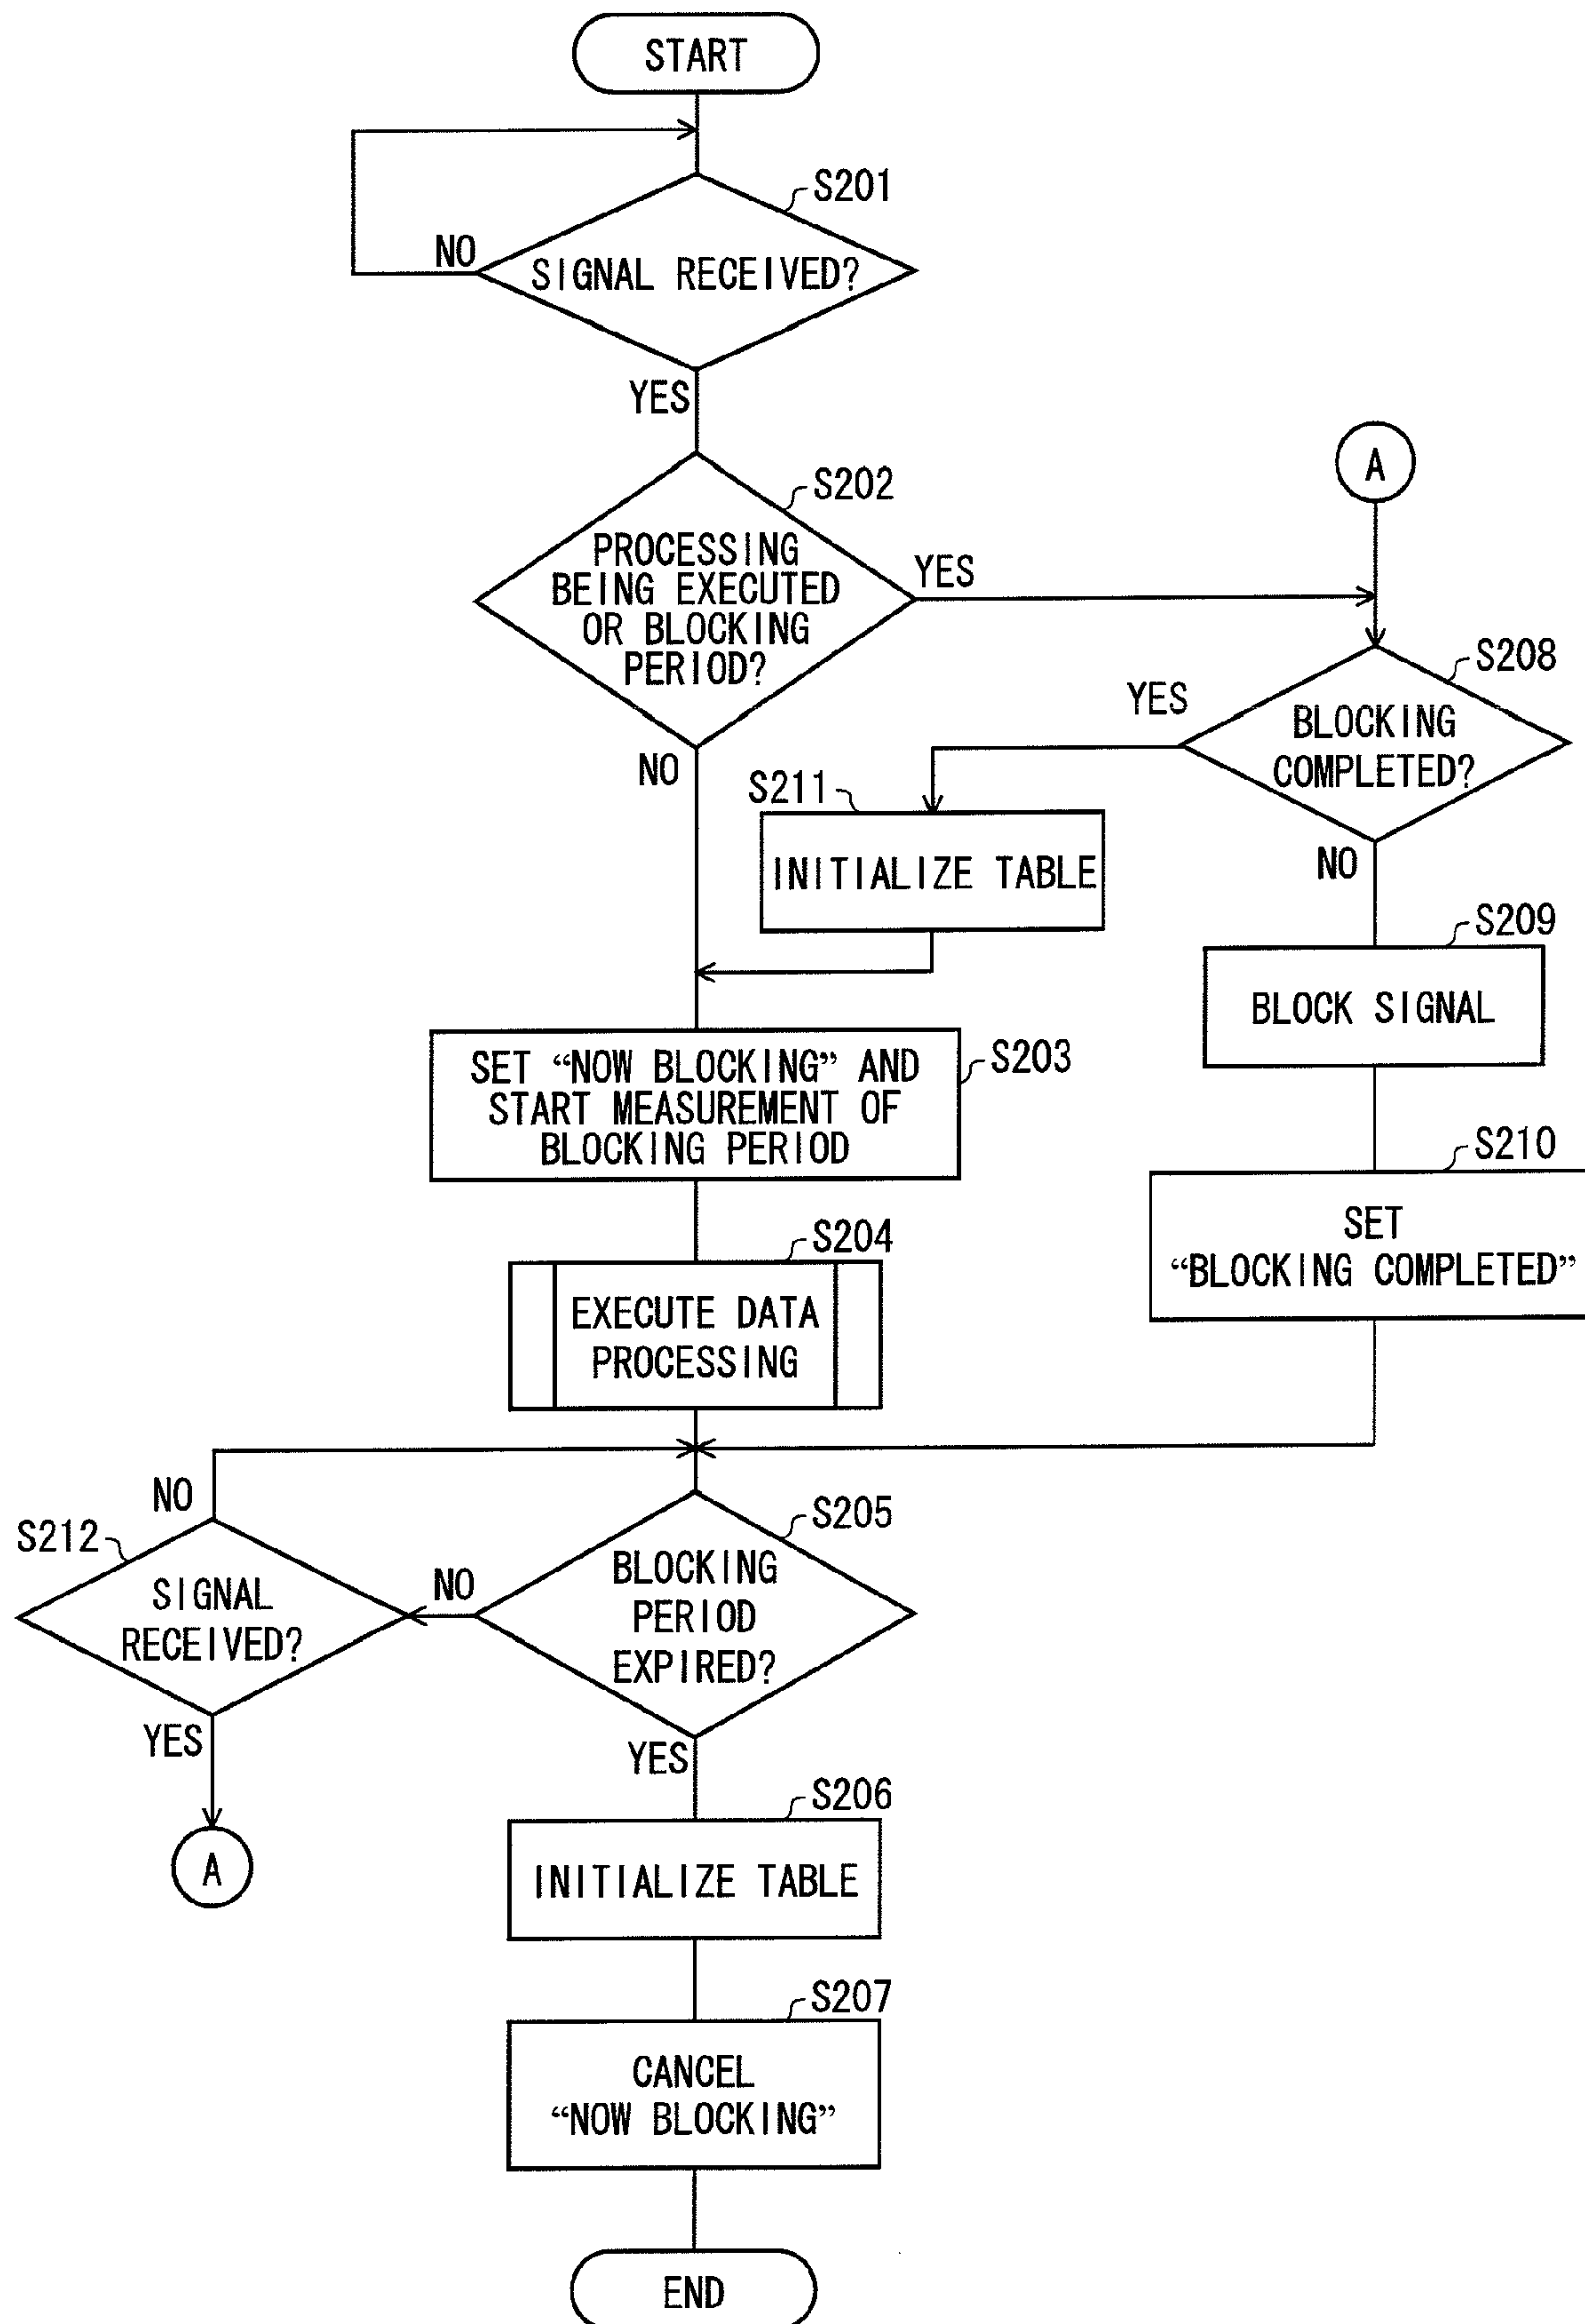 START
S201
NO
SIGNAL RECEIVED?
YES
A
S202
PROCESSING
BEING EXECUTED
OR BLOCKING
PERIOD?
YES
NO
S208
YES
BLOCKING
COMPLETED?
NO
S211
INITIALIZE TABLE
S209
BLOCK SIGNAL
S203
SET “NOW BLOCKING” AND
START MEASUREMENT OF
BLOCKING PERIOD
S210
SET
“BLOCKING COMPLETED”
S204
EXECUTE DATA
PROCESSING
NO
S212
SIGNAL
RECEIVED?
YES
A
NO
S205
BLOCKING
PERIOD
EXPIRED?
YES
S206
INITIALIZE TABLE
S207
CANCEL
“NOW BLOCKING”
END